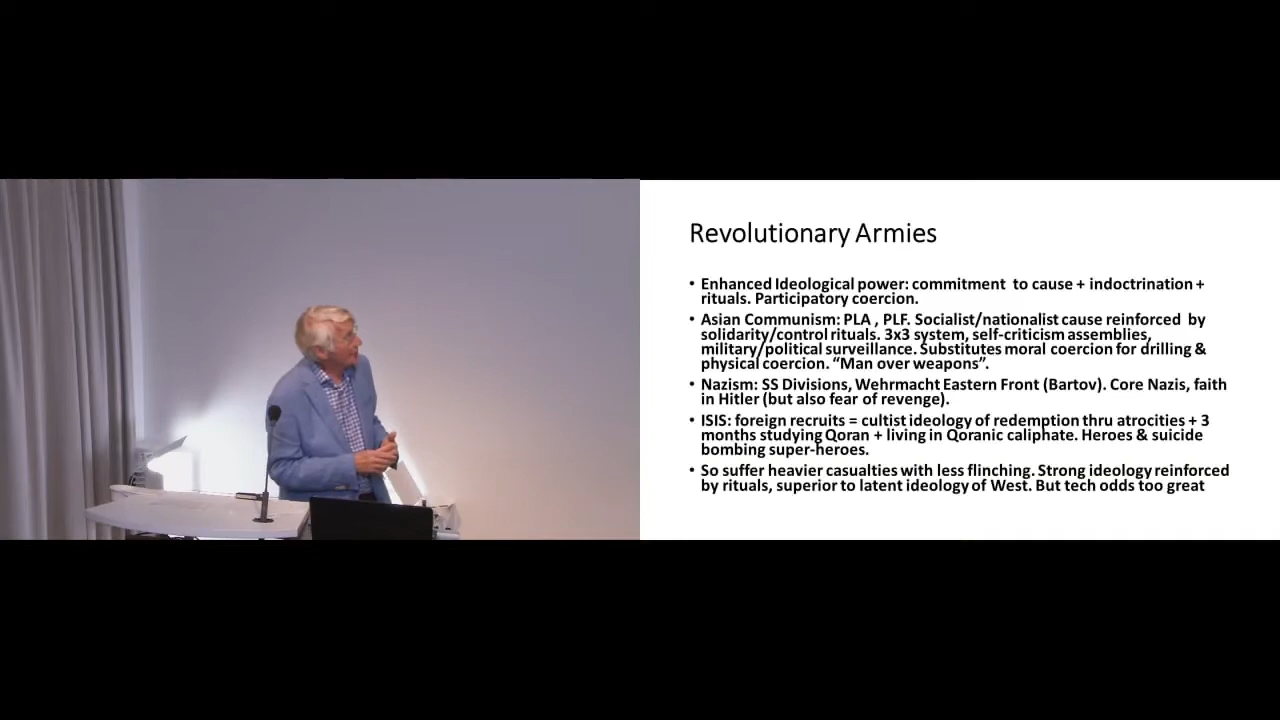 Revolutionary Armies
• Enhanced Ideological power: commitment to cause + indoctrination +
rituals. Participatory coercion.
• Asian Communism: PLA , PLF. Socialist/nationalist cause reinforced by
solidarity/control rituals. 3x3 system, self-criticism assemblies,
military/political surveillance. Substitutes moral coercion for drilling &
physical coercion. “Man over weapons”.
• Nazism: SS Divisions, Wehrmacht Eastern Front (Bartov). Core Nazis, faith
in Hitler (but also fear of revenge).
• ISIS: foreign recruits = cultist ideology of redemption thru atrocities + 3
months studying Qoran + living in Qoranic caliphate. Heroes & suicide
bombing super-heroes.
• So suffer heavier casualties with less flinching. Strong ideology reinforced
by rituals, superior to latent ideology of West. But tech odds too great